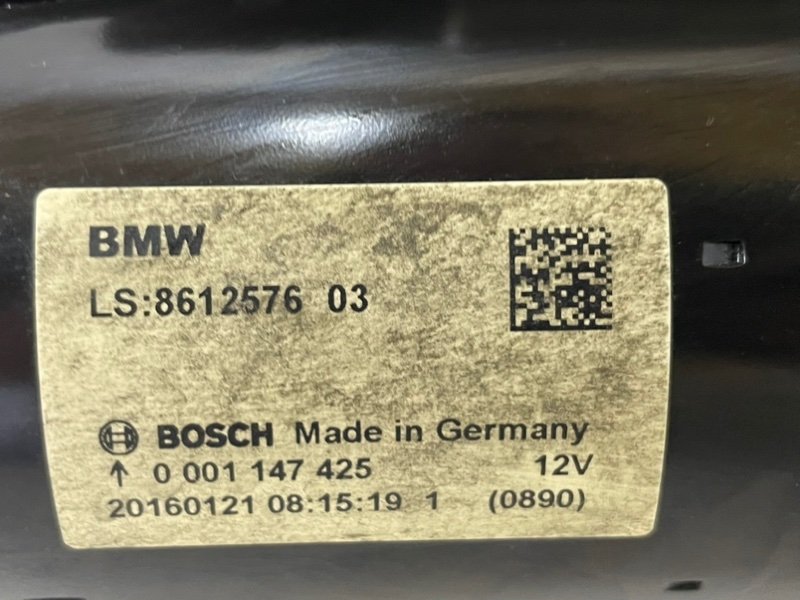 BMW
LS:8612576 03
BOSCH Made in Germany
↑ 0 001 147 425 12V
20160121 08:15:19 1 (0890)